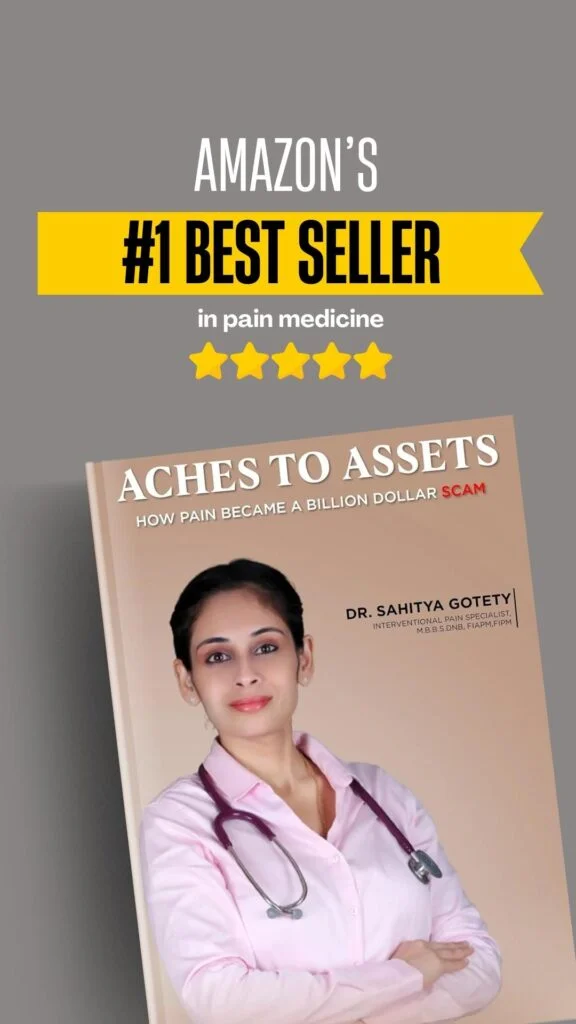 AMAZON'S
#1 BEST SELLER
in pain medicine
ACHES TO ASSETS
HOW PAIN BECAME A BILLION DOLLAR SCAM
DR. SAHITYA GOTETY
INTERVENTIONAL PAIN SPECIALIST,
M.B.B.S.DNB, FIAPM,FIPM